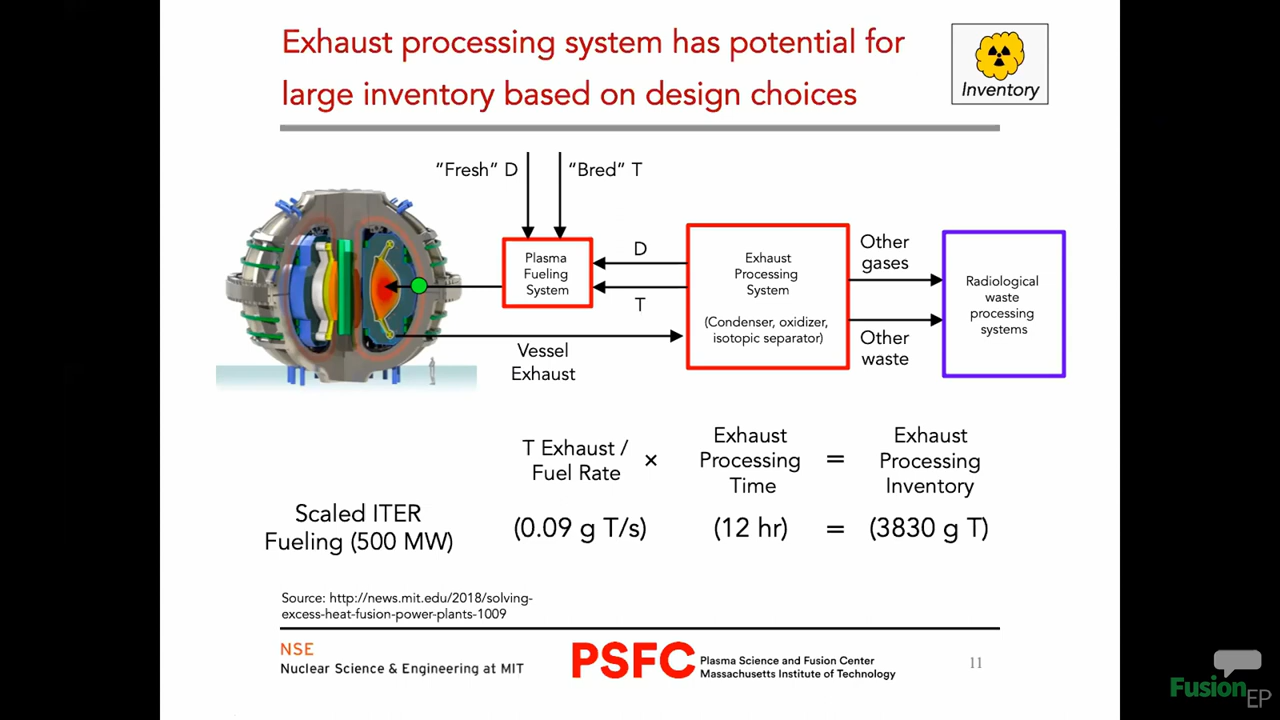 Exhaust processing system has potential for
large inventory based on design choices
Inventory
“Fresh” D
“Bred” T
Plasma
Fueling
System
D
T
Vessel
Exhaust
Exhaust
Processing
System
(Condenser, oxidizer,
isotopic separator)
Other
gases
Other
waste
Radiological
waste
processing
systems
T Exhaust /
Fuel Rate
×
Exhaust
Processing
Time
=
Exhaust
Processing
Inventory
Scaled ITER
Fueling (500 MW)
(0.09 g T/s)
(12 hr)
=
(3830 g T)
Source: http://news.mit.edu/2018/solving-
excess-heat-fusion-power-plants-1009
NSE
Nuclear Science & Engineering at MIT
PSFC
Plasma Science and Fusion Center
Massachusetts Institute of Technology
11
Fusion
EP